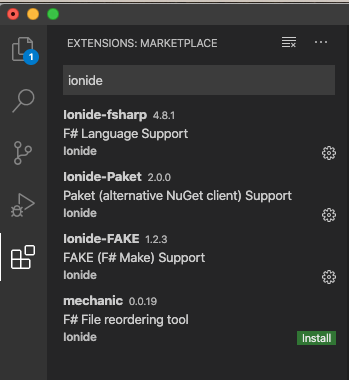 EXTENSIONS: MARKETPLACE
1
ionide
Ionide-fsharp 4.8.1
F# Language Support
Ionide
Ionide-Paket 2.0.0
Paket (alternative NuGet client) Support
Ionide
Ionide-FAKE 1.2.3
FAKE (F# Make) Support
Ionide
mechanic 0.0.19
F# File reordering tool
Ionide Install